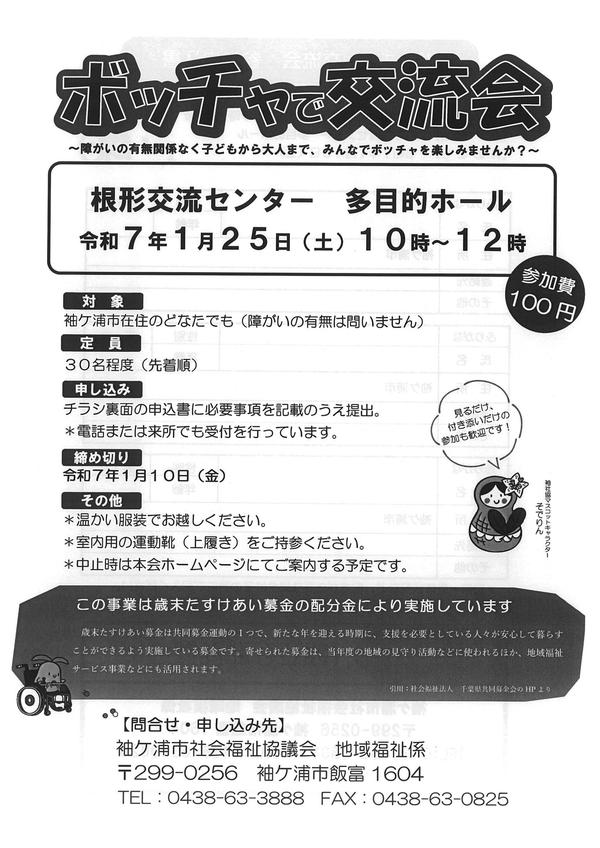 ボッチャで交流会
～障がいの有無関係なく子どもから大人まで、みんなでボッチャを楽しみませんか？～
根形交流センター　多目的ホール
令和７年１月２５日（土）１０時～１２時
参加費
100円
対　象
袖ケ浦市在住のどなたでも（障がいの有無は問いません）
定　員
３０名程度（先着順）
申し込み
チラシ裏面の申込書に必要事項を記載のうえ提出。
＊電話または来所でも受付を行っています。
見るだけ、
付き添いだけの
参加も歓迎です！
締め切り
令和７年１月１０日（金）
袖社協マスコットキャラクター
そでりん
その他
＊温かい服装でお越しください。
＊室内用の運動靴（上履き）をご持参ください。
＊中止時は本会ホームページにてご案内する予定です。
この事業は歳末たすけあい募金の配分金により実施しています
歳末たすけあい募金は共同募金運動の１つで、新たな年を迎える時期に、支援を必要としている人々が安心して暮らす
ことができるよう実施している募金です。寄せられた募金は、当年度の地域の見守り活動などに使われるほか、地域福祉
サービス事業などにも活用されます。
引用：社会福祉法人　千葉県共同募金会のHPより
【問合せ・申し込み先】
袖ケ浦市社会福祉協議会　地域福祉係
〒299-0256　袖ケ浦市飯富1604
TEL：0438-63-3888　FAX：0438-63-0825